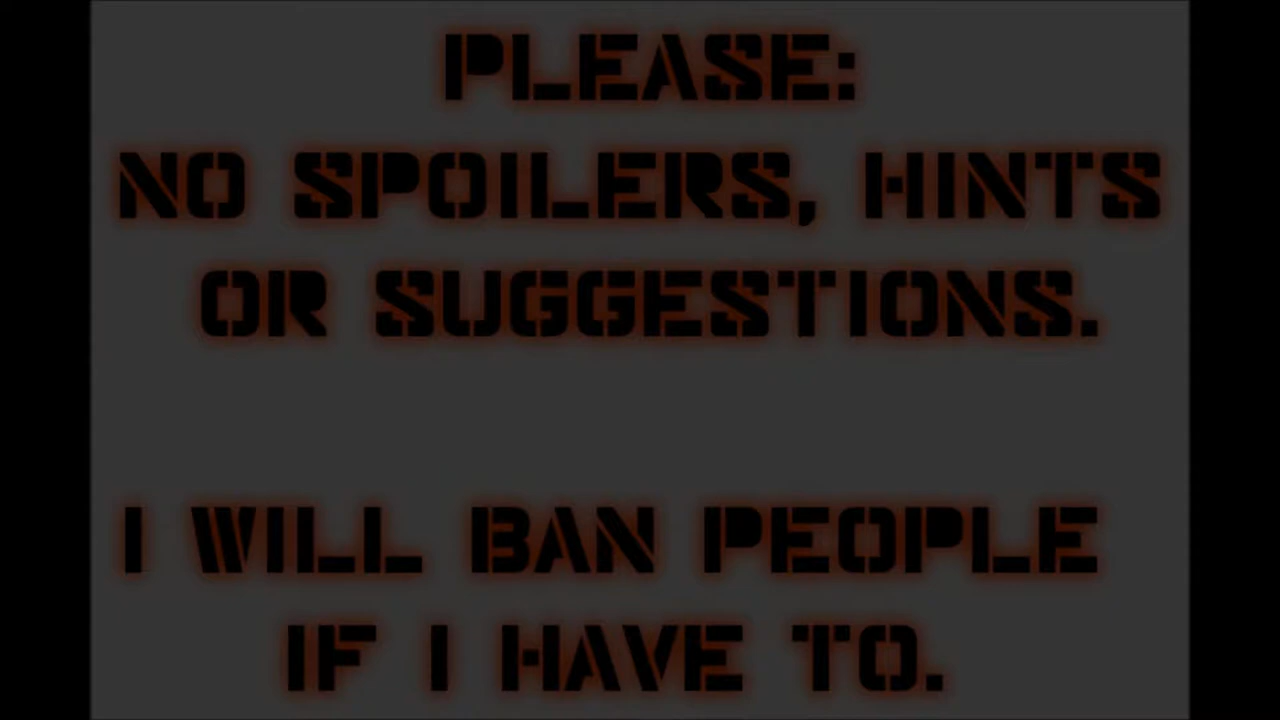 PLEASE:
NO SPOILERS, HINTS
OR SUGGESTIONS.
I WILL BAN PEOPLE
IF I HAVE TO.